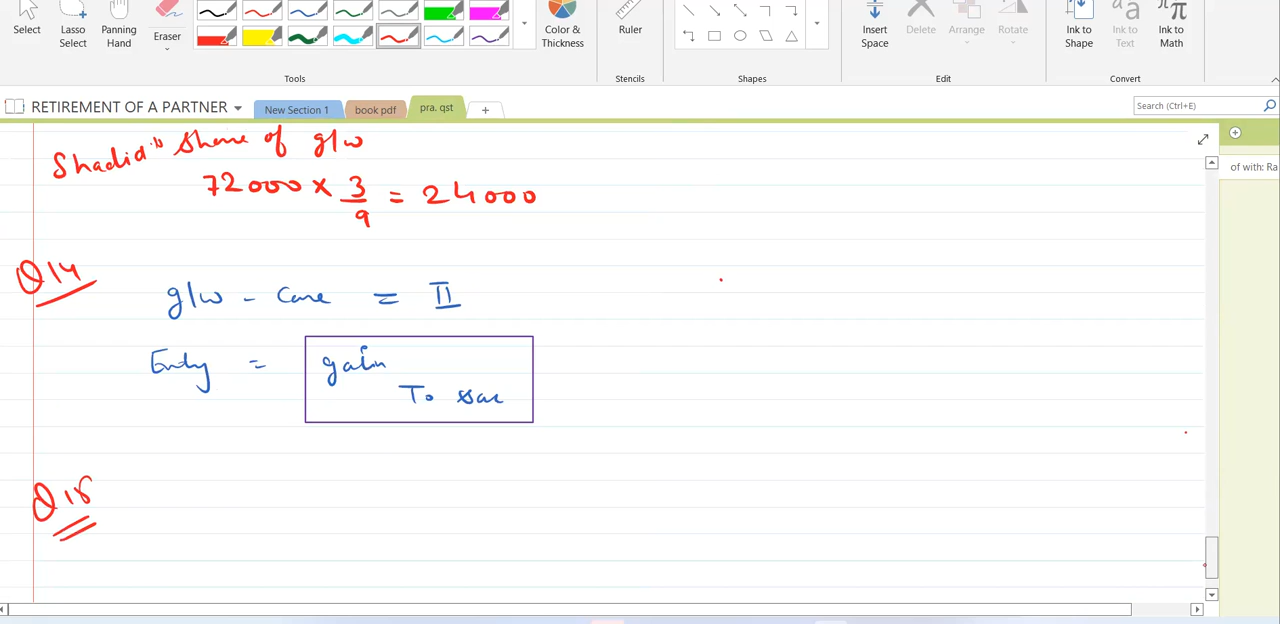 Select
Lasso Select
Panning Hand
Eraser
Color & Thickness
Ruler
Insert Space
Delete
Arrange
Rotate
Ink to Shape
Ink to Text
Ink to Math
Tools
Stencils
Shapes
Edit
Convert
RETIREMENT OF A PARTNER
New Section 1
book pdf
pra. qst
+
Search (Ctrl+E)
of with: Ra
share of g/w
72000 × 3/9 = 24000
Q14
g/w - Case = II
Entry =
gain
To sac